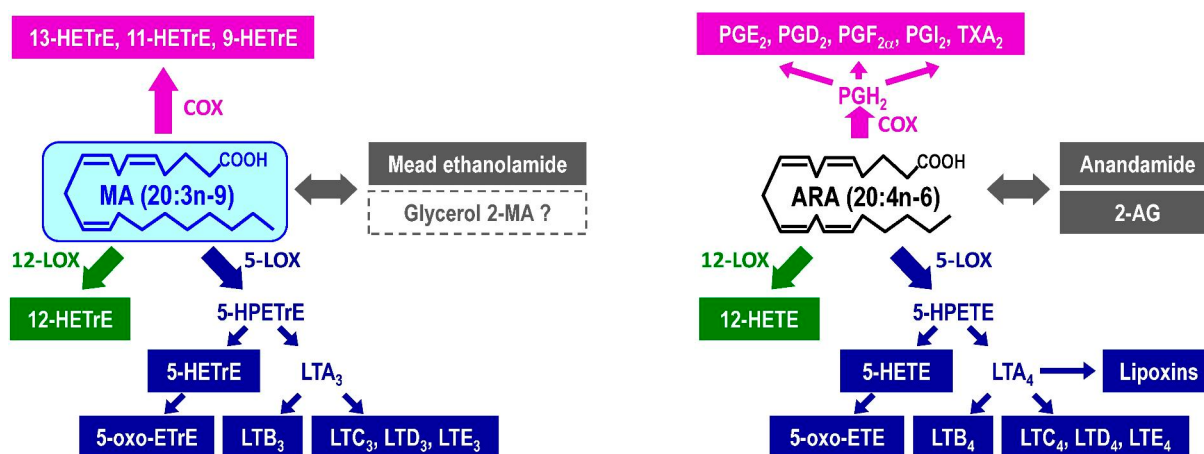 13-HETrE, 11-HETrE, 9-HETrE
COX
COOH
MA (20:3n-9)
Mead ethanolamide
Glycerol 2-MA ?
12-LOX
5-LOX
12-HETrE
5-HPETrE
5-HETrE
LTA₃
5-oxo-ETrE
LTB₃
LTC₃, LTD₃, LTE₃
PGE₂, PGD₂, PGF₂α, PGI₂, TXA₂
PGH₂
COX
COOH
ARA (20:4n-6)
Anandamide
2-AG
12-LOX
5-LOX
12-HETE
5-HPETE
5-HETE
LTA₄
Lipoxins
5-oxo-ETE
LTB₄
LTC₄, LTD₄, LTE₄